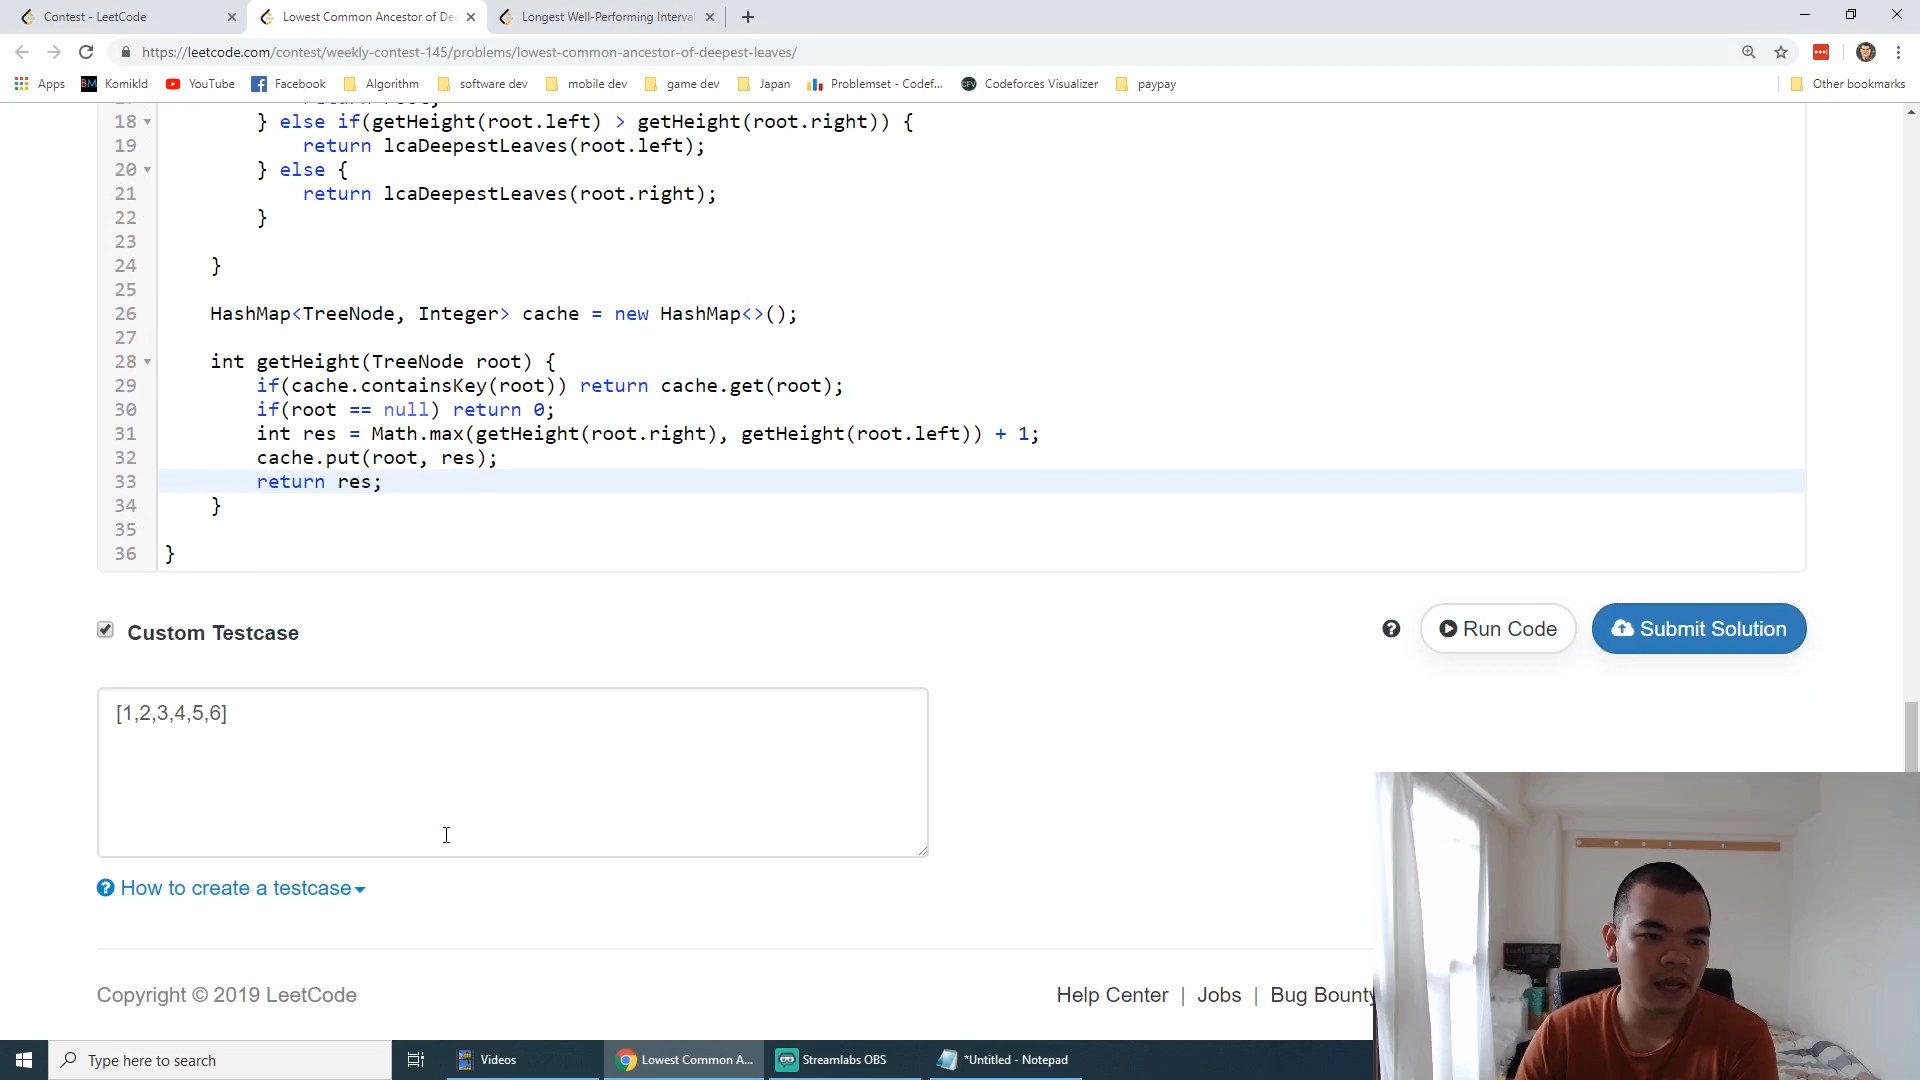 Contest - LeetCode
Lowest Common Ancestor of De
Longest Well-Performing Interva
https://leetcode.com/contest/weekly-contest-145/problems/lowest-common-ancestor-of-deepest-leaves/
Apps
BM
Komikld
YouTube
Facebook
Algorithm
software dev
mobile dev
game dev
Japan
Problemset - Codef...
Codeforces Visualizer
paypay
Other bookmarks
18 } else if(getHeight(root.left) > getHeight(root.right)) {
19 return lcaDeepestLeaves(root.left);
20 } else {
21 return lcaDeepestLeaves(root.right);
22 }
23
24 }
25
26 HashMap<TreeNode, Integer> cache = new HashMap<>();
27
28 int getHeight(TreeNode root) {
29 if(cache.containsKey(root)) return cache.get(root);
30 if(root == null) return 0;
31 int res = Math.max(getHeight(root.right), getHeight(root.left)) + 1;
32 cache.put(root, res);
33 return res;
34 }
35
36 }
Custom Testcase
Run Code
Submit Solution
[1,2,3,4,5,6]
How to create a testcase
Copyright © 2019 LeetCode
Help Center | Jobs | Bug Bounty
Type here to search
Videos
Lowest Common A...
Streamlabs OBS
*Untitled - Notepad